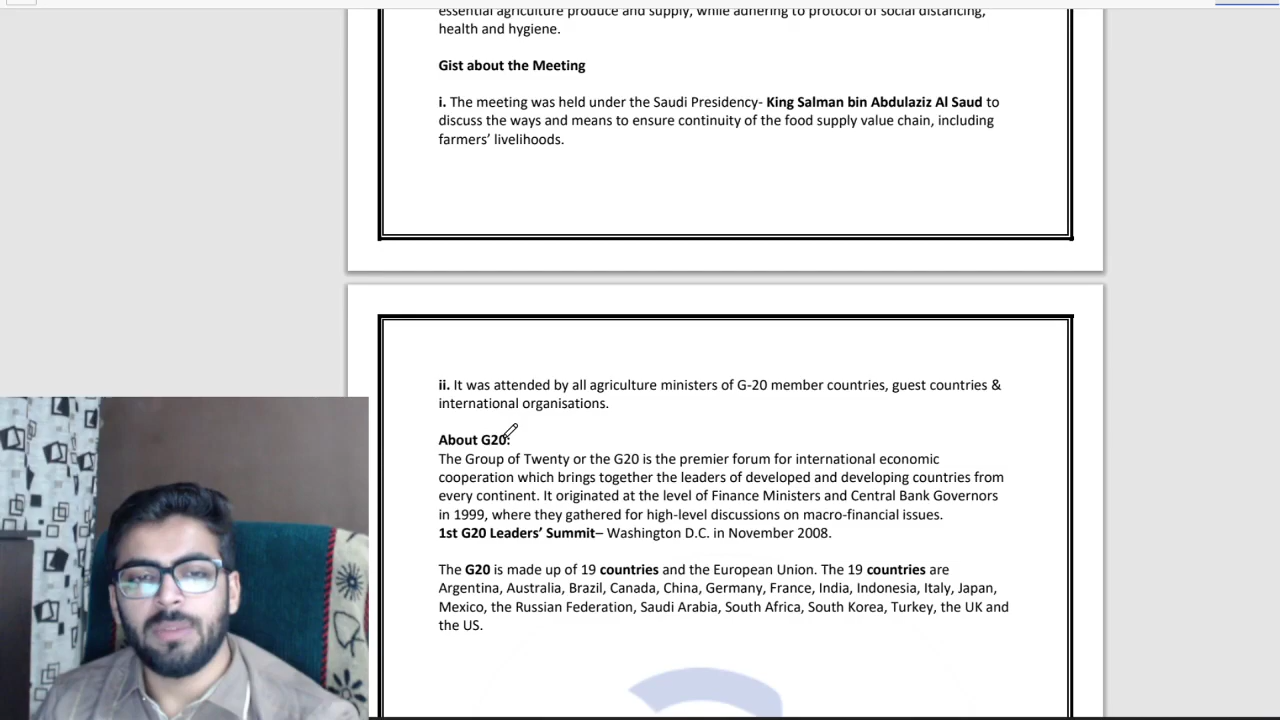 essential agriculture produce and supply, while adhering to protocol of social distancing,
health and hygiene.
Gist about the Meeting
i. The meeting was held under the Saudi Presidency- King Salman bin Abdulaziz Al Saud to
discuss the ways and means to ensure continuity of the food supply value chain, including
farmers’ livelihoods.
ii. It was attended by all agriculture ministers of G-20 member countries, guest countries &
international organisations.
About G20:
The Group of Twenty or the G20 is the premier forum for international economic
cooperation which brings together the leaders of developed and developing countries from
every continent. It originated at the level of Finance Ministers and Central Bank Governors
in 1999, where they gathered for high-level discussions on macro-financial issues.
1st G20 Leaders’ Summit– Washington D.C. in November 2008.
The G20 is made up of 19 countries and the European Union. The 19 countries are
Argentina, Australia, Brazil, Canada, China, Germany, France, India, Indonesia, Italy, Japan,
Mexico, the Russian Federation, Saudi Arabia, South Africa, South Korea, Turkey, the UK and
the US.